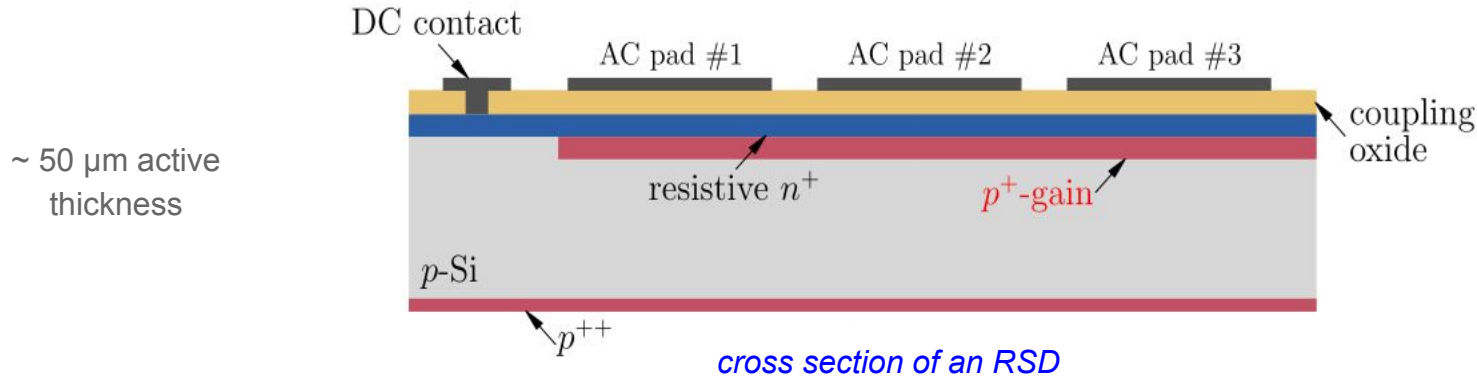 DC contact
AC pad #1
AC pad #2
AC pad #3
coupling
oxide
~ 50 µm active
thickness
resistive n⁺
p⁺-gain
p-Si
p⁺⁺
cross section of an RSD